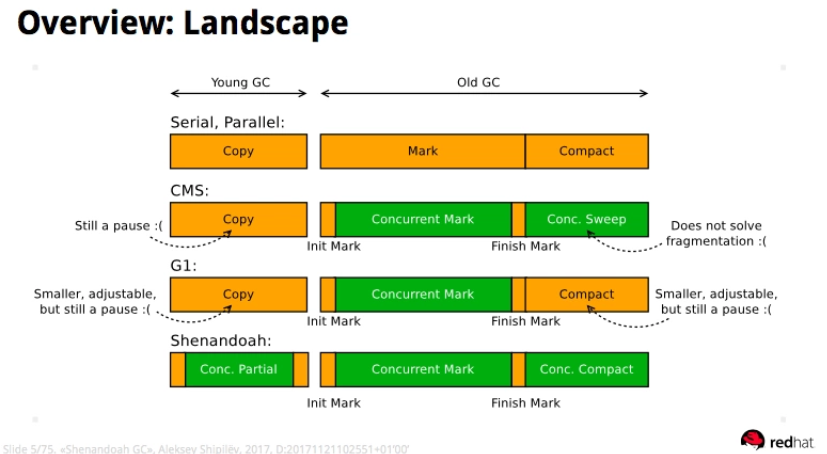 Overview: Landscape
Young GC
Old GC
Serial, Parallel:
Copy
Mark
Compact
CMS:
Still a pause :(
Copy
Concurrent Mark
Conc. Sweep
Does not solve
fragmentation :(
Init Mark
Finish Mark
G1:
Smaller, adjustable,
but still a pause :(
Copy
Concurrent Mark
Compact
Smaller, adjustable,
but still a pause :(
Init Mark
Finish Mark
Shenandoah:
Conc. Partial
Concurrent Mark
Conc. Compact
Init Mark
Finish Mark
Slide 5/75. «Shenandoah GC», Aleksey Shipilëv, 2017, D:20171121102551+01'00'
redhat